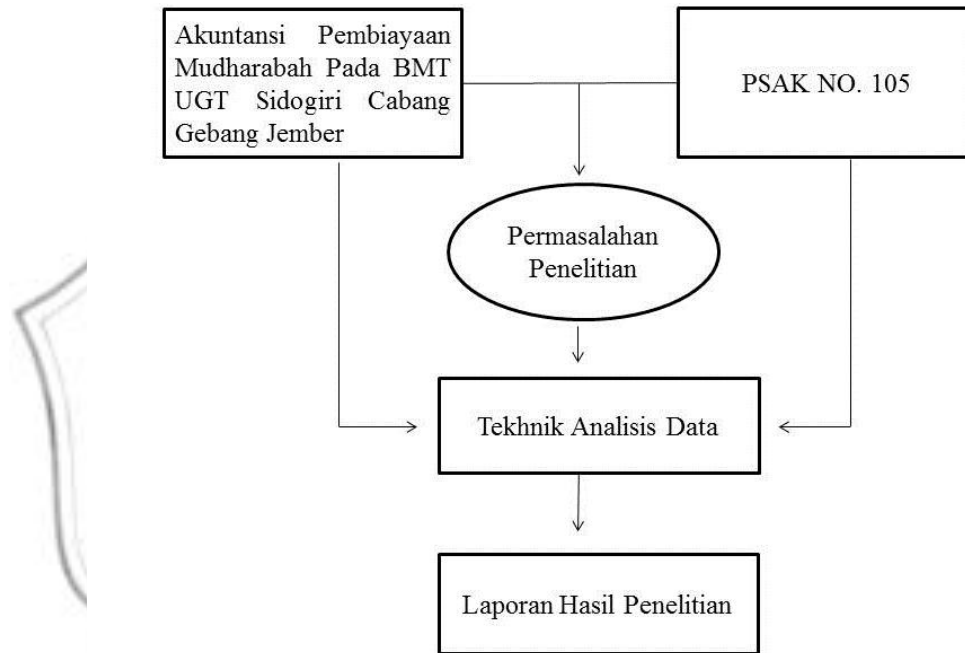 Akuntansi Pembiayaan
Mudharabah Pada BMT
UGT Sidogiri Cabang
Gebang Jember
PSAK NO. 105
Permasalahan
Penelitian
Tekhnik Analisis Data
Laporan Hasil Penelitian